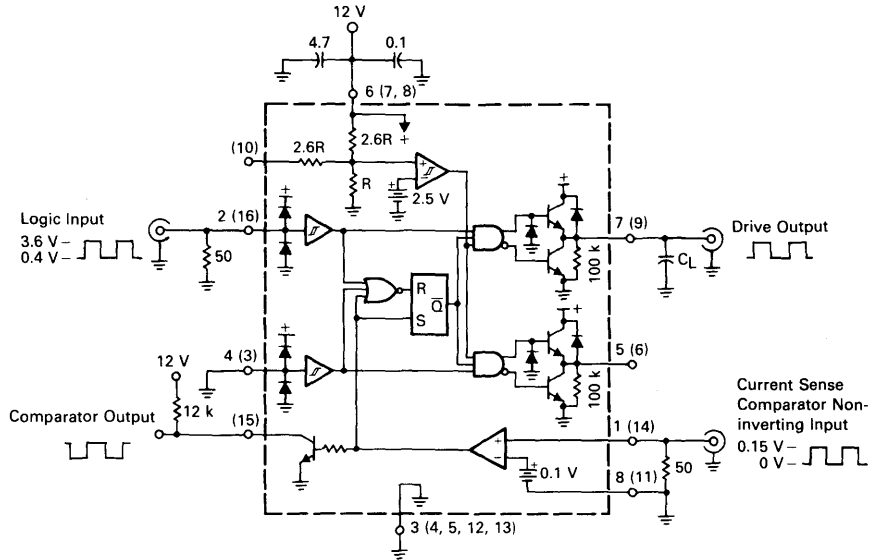 12 V
4.7
0.1
6 (7, 8)
2.6R
+
(10)
2.6R
R
+
−
+
2.5 V
+
Logic Input
3.6 V
0.4 V
2 (16)
50
+
7 (9)
Drive Output
100 k
CL
R
Q
S
+
+
4 (3)
12 V
12 k
5 (6)
100 k
Comparator Output
(15)
Current Sense
Comparator Non-
inverting Input
0.15 V
0 V
1 (14)
+
−
+
0.1 V
50
8 (11)
3 (4, 5, 12, 13)